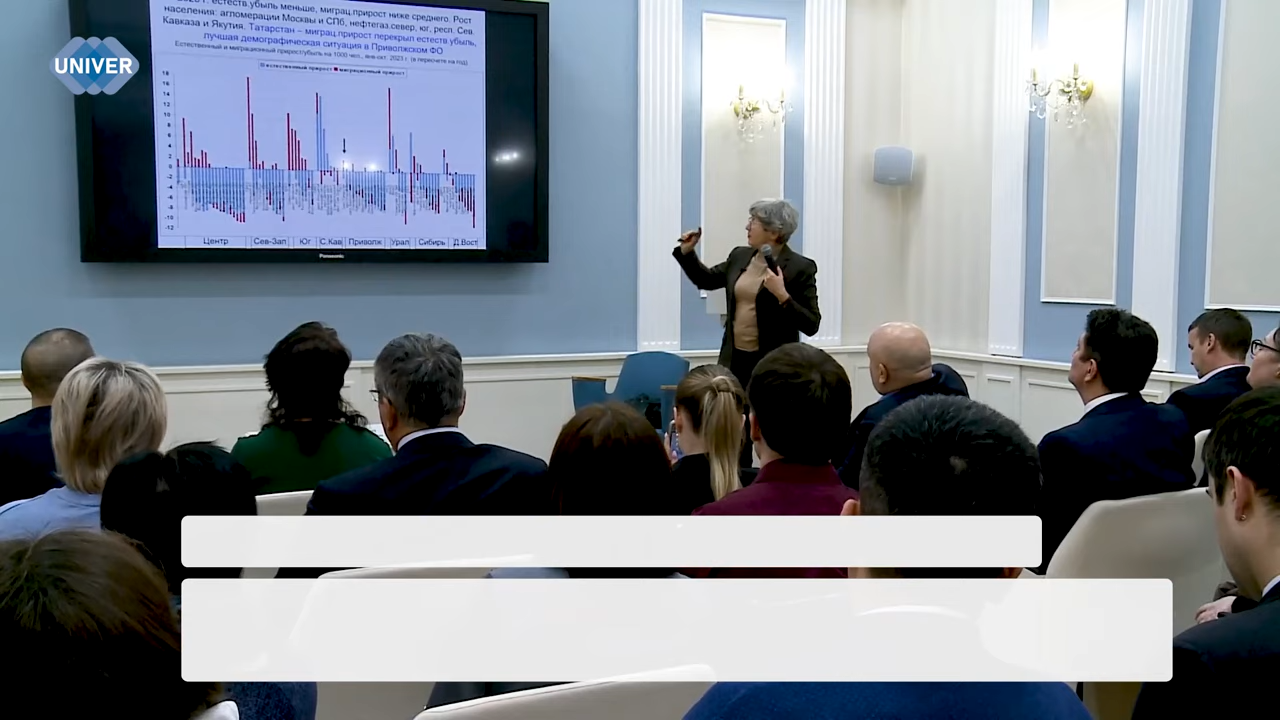 2023 г. естеств.убыль меньше, миграц.прирост ниже среднего. Рост
населения: агломерации Москвы и СПб, нефтегаз.север, юг, респ. Сев.
Кавказа и Якутия. Татарстан – миграц.прирост перекрыл естеств убыль,
лучшая демографическая ситуация в Приволжском ФО
Естественный и миграционный прирост/убыль на 1000 чел., янв-окт. 2023 г. (в пересчете на год)
естественный прирост миграционный прирост
UNIVER
18
16
14
12
10
8
6
4
2
0
-2
-4
-6
-8
-10
-12
Центр Сев-Зап Юг С.Кав Приволж Урал Сибирь Д.Вост
Panasonic